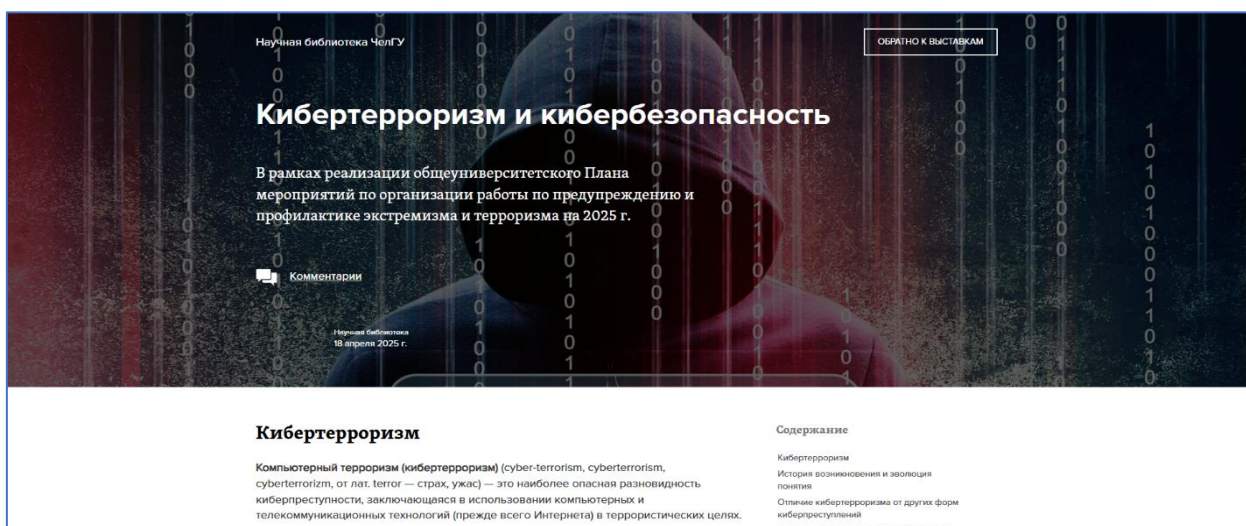 Научная библиотека ЧелГУ
ОБРАТНО К ВЫСТАВКАМ
Кибертерроризм и кибербезопасность
В рамках реализации общеуниверситетского Плана
мероприятий по организации работы по предупреждению и
профилактике экстремизма и терроризма на 2025 г.
Комментарии
Научная библиотека
18 апреля 2025 г.
Кибертерроризм
Компьютерный терроризм (кибертерроризм) (cyber-terrorism, cyberterrorism,
cyberterrorizm, от лат. terror — страх, ужас) — это наиболее опасная разновидность
киберпреступности, заключающаяся в использовании компьютерных и
телекоммуникационных технологий (прежде всего Интернета) в террористических целях.
Содержание
Кибертерроризм
История возникновения и эволюция
понятия
Отличие кибертерроризма от других форм
киберпреступлений